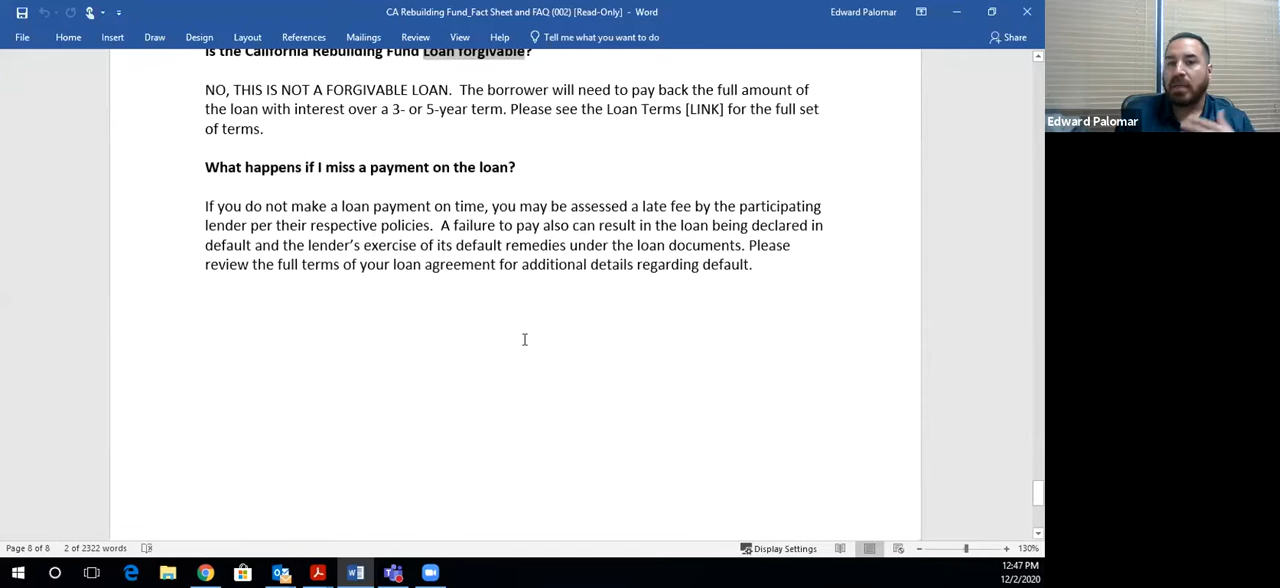 CA Rebuilding Fund_Fact Sheet and FAQ (002) [Read-Only] - Word
Edward Palomar
File Home Insert Draw Design Layout References Mailings Review View Help Tell me what you want to do Share
Is the California Rebuilding Fund Loan forgivable?
NO, THIS IS NOT A FORGIVABLE LOAN. The borrower will need to pay back the full amount of
the loan with interest over a 3- or 5-year term. Please see the Loan Terms [LINK] for the full set
of terms.
What happens if I miss a payment on the loan?
If you do not make a loan payment on time, you may be assessed a late fee by the participating
lender per their respective policies. A failure to pay also can result in the loan being declared in
default and the lender's exercise of its default remedies under the loan documents. Please
review the full terms of your loan agreement for additional details regarding default.
Edward Palomar
Page 8 of 8 2 of 2322 words Display Settings 130%
12:47 PM
12/2/2020